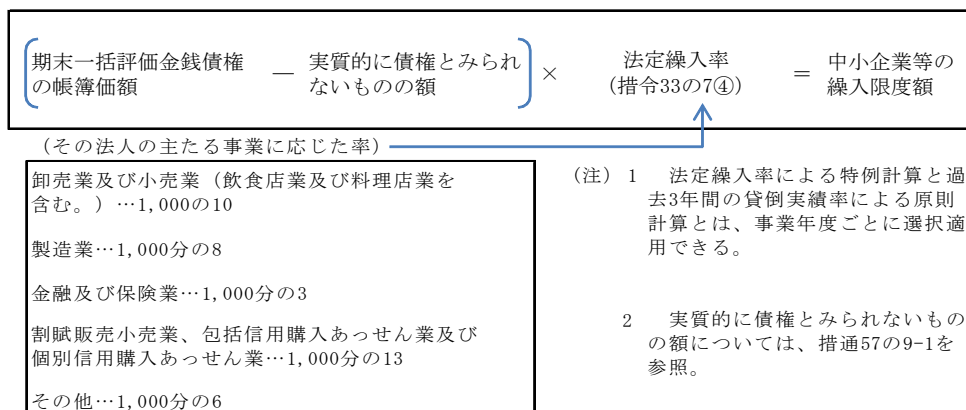 期末一括評価金銭債権
の帳簿価額
―
実質的に債権とみられ
ないものの額
×
法定繰入率
(措令33の7④)
＝
中小企業等の
繰入限度額
(その法人の主たる事業に応じた率)
卸売業及び小売業（飲食店業及び料理店業を
含む。）…1,000の10
製造業…1,000分の8
金融及び保険業…1,000分の3
割賦販売小売業、包括信用購入あっせん業及び
個別信用購入あっせん業…1,000分の13
その他…1,000分の6
（注）1　法定繰入率による特例計算と過
去3年間の貸倒実績率による原則
計算とは、事業年度ごとに選択適
用できる。
2　実質的に債権とみられないもの
の額については、措通57の9-1を
参照。